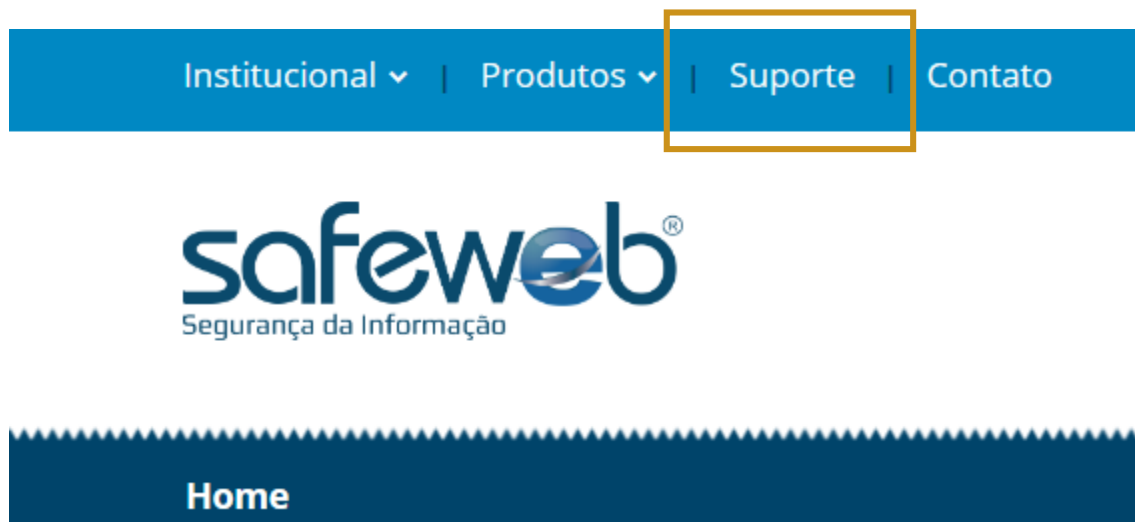 Institucional | Produtos | Suporte | Contato
safeweb®
Segurança da Informação
Home